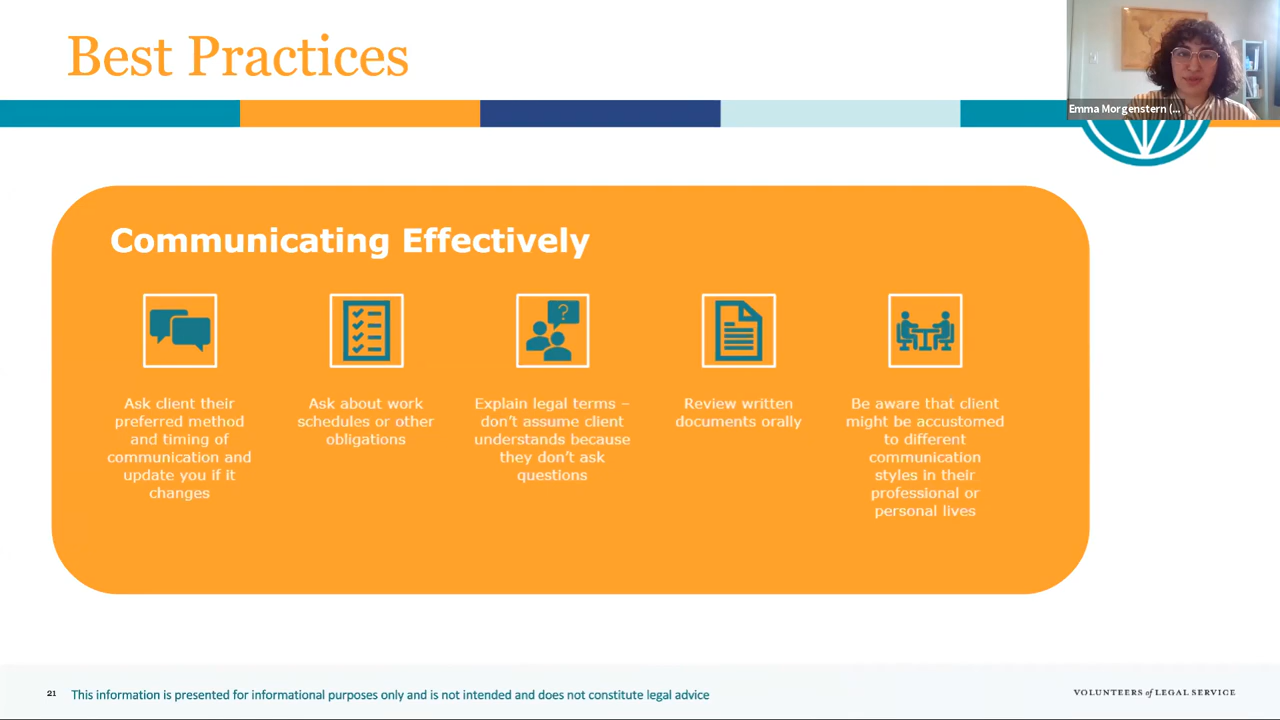 Best Practices
Emma Morgenstern (...
Communicating Effectively
?
Ask client their
preferred method
and timing of
communication and
update you if it
changes
Ask about work
schedules or other
obligations
Explain legal terms –
don't assume client
understands because
they don't ask
questions
Review written
documents orally
Be aware that client
might be accustomed
to different
communication
styles in their
professional or
personal lives
21
This information is presented for informational purposes only and is not intended and does not constitute legal advice
VOLUNTEERS of LEGAL SERVICE